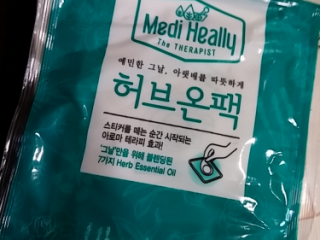 Medi Heally
The THERAPIST
예민한 그날, 아랫배를 따뜻하게
허브온팩
스티커를 떼는 순간 시작되는
아로마 테라피 효과!
'그날'만을 위해 블렌딩된
7가지 Herb Essential Oil